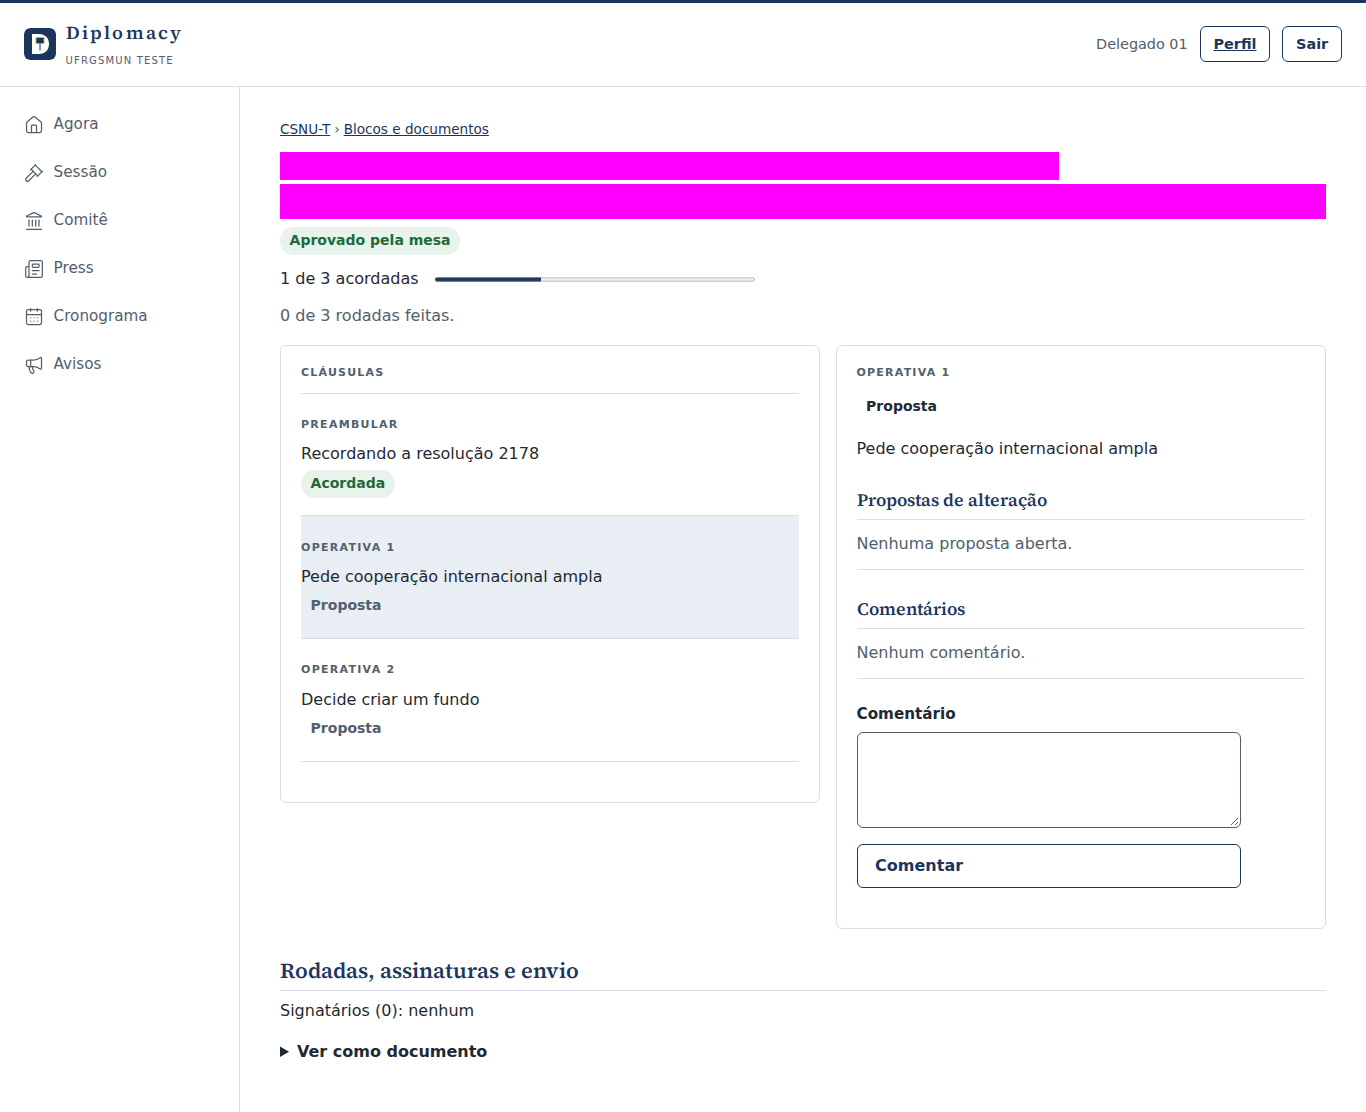 Diplomacy
UFRGSMUN TESTE
Delegado 01
Perfil
Sair
Agora
Sessão
Comitê
Press
Cronograma
Avisos
CSNU-T › Blocos e documentos
Aprovado pela mesa
1 de 3 acordadas
0 de 3 rodadas feitas.
CLÁUSULAS
PREAMBULAR
Recordando a resolução 2178
Acordada
OPERATIVA 1
Pede cooperação internacional ampla
Proposta
OPERATIVA 2
Decide criar um fundo
Proposta
OPERATIVA 1
Proposta
Pede cooperação internacional ampla
Propostas de alteração
Nenhuma proposta aberta.
Comentários
Nenhum comentário.
Comentário
Comentar
Rodadas, assinaturas e envio
Signatários (0): nenhum
Ver como documento